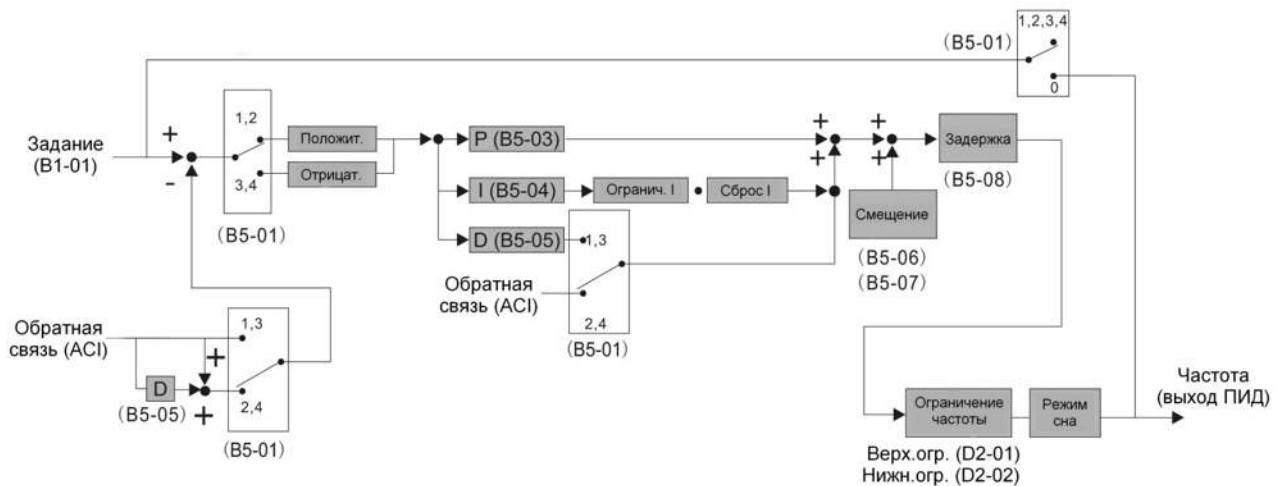 1,2,3,4
(B5-01)
0
Задание
(B1-01)
+
-
1,2
3,4
(B5-01)
Положит.
Отрицат.
P (B5-03)
I (B5-04)
Огранич. I
Сброс I
D (B5-05)
1,3
2,4
(B5-01)
Обратная
связь (ACI)
+
+
+
+
Смещение
(B5-06)
(B5-07)
Задержка
(B5-08)
Обратная
связь (ACI)
D
(B5-05)
+
+
1,3
2,4
(B5-01)
Ограничение
частоты
Верх.огр. (D2-01)
Нижн.огр. (D2-02)
Режим
сна
Частота
(выход ПИД)